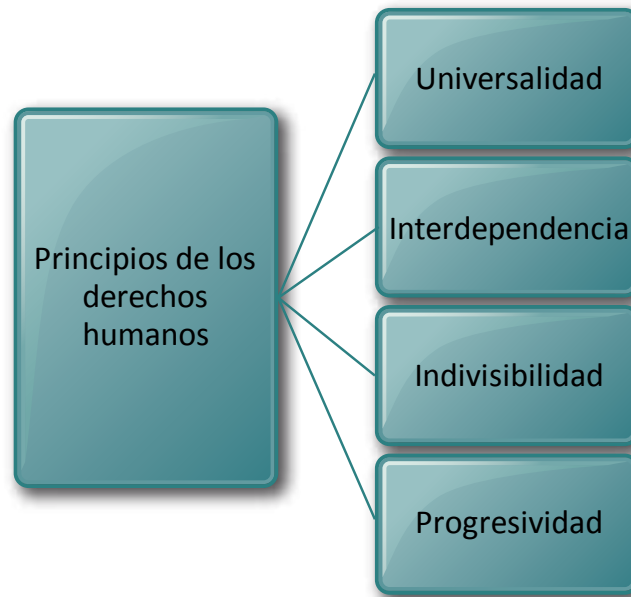 Principios de los
derechos
humanos
Universalidad
Interdependencia
Indivisibilidad
Progresividad